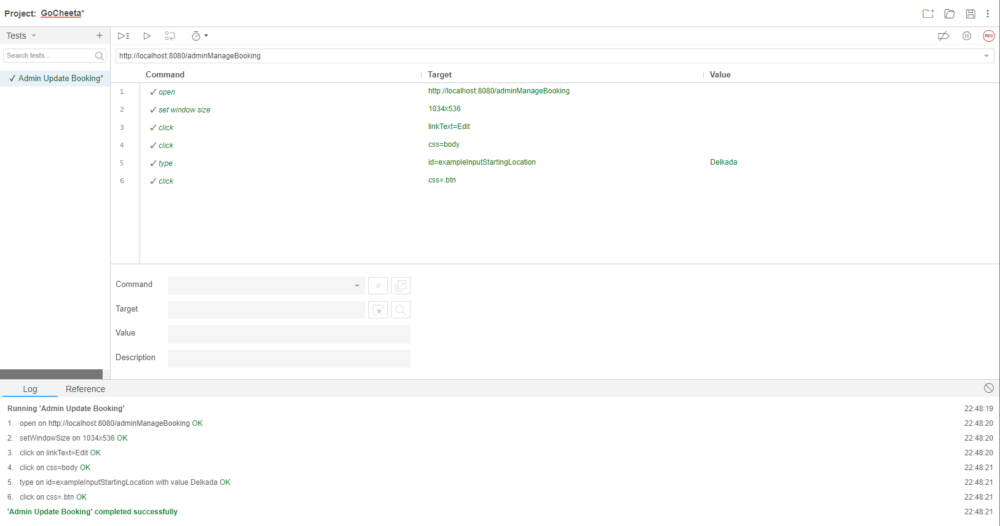 Project: GoCheeta*
Tests
Search tests...
✓ Admin Update Booking*
REC
http://localhost:8080/adminManageBooking
Command Target Value
1 ✓ open http://localhost:8080/adminManageBooking
2 ✓ set window size 1034x536
3 ✓ click linkText=Edit
4 ✓ click css=body
5 ✓ type id=exampleInputStartingLocation Delkada
6 ✓ click css=.btn
Command //
Target
Value
Description
Log Reference
Running 'Admin Update Booking' 22:48:19
1. open on http://localhost:8080/adminManageBooking OK 22:48:20
2. setWindowSize on 1034x536 OK 22:48:20
3. click on linkText=Edit OK 22:48:20
4. click on css=body OK 22:48:21
5. type on id=exampleInputStartingLocation with value Delkada OK 22:48:21
6. click on css=.btn OK 22:48:21
'Admin Update Booking' completed successfully 22:48:21